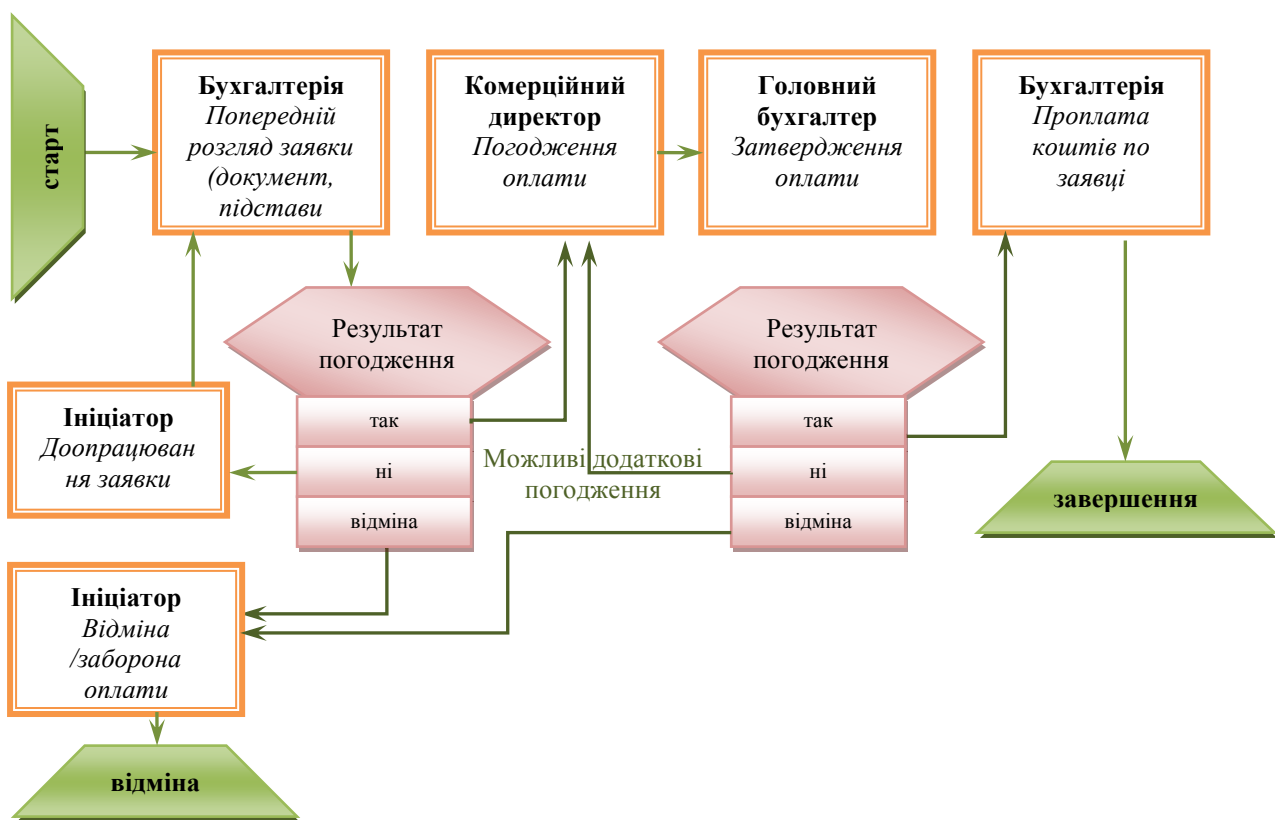 старт
Бухгалтерія
Попередній
розгляд заявки
(документ,
підстави
Комерційний
директор
Погодження
оплати
Головний
бухгалтер
Затвердження
оплати
Бухгалтерія
Проплата
коштів по
заявці
Результат
погодження
так
ні
відміна
Результат
погодження
так
ні
відміна
Можливі додаткові
погодження
Ініціатор
Доопрацюван
ня заявки
завершення
Ініціатор
Відміна
/заборона
оплати
відміна